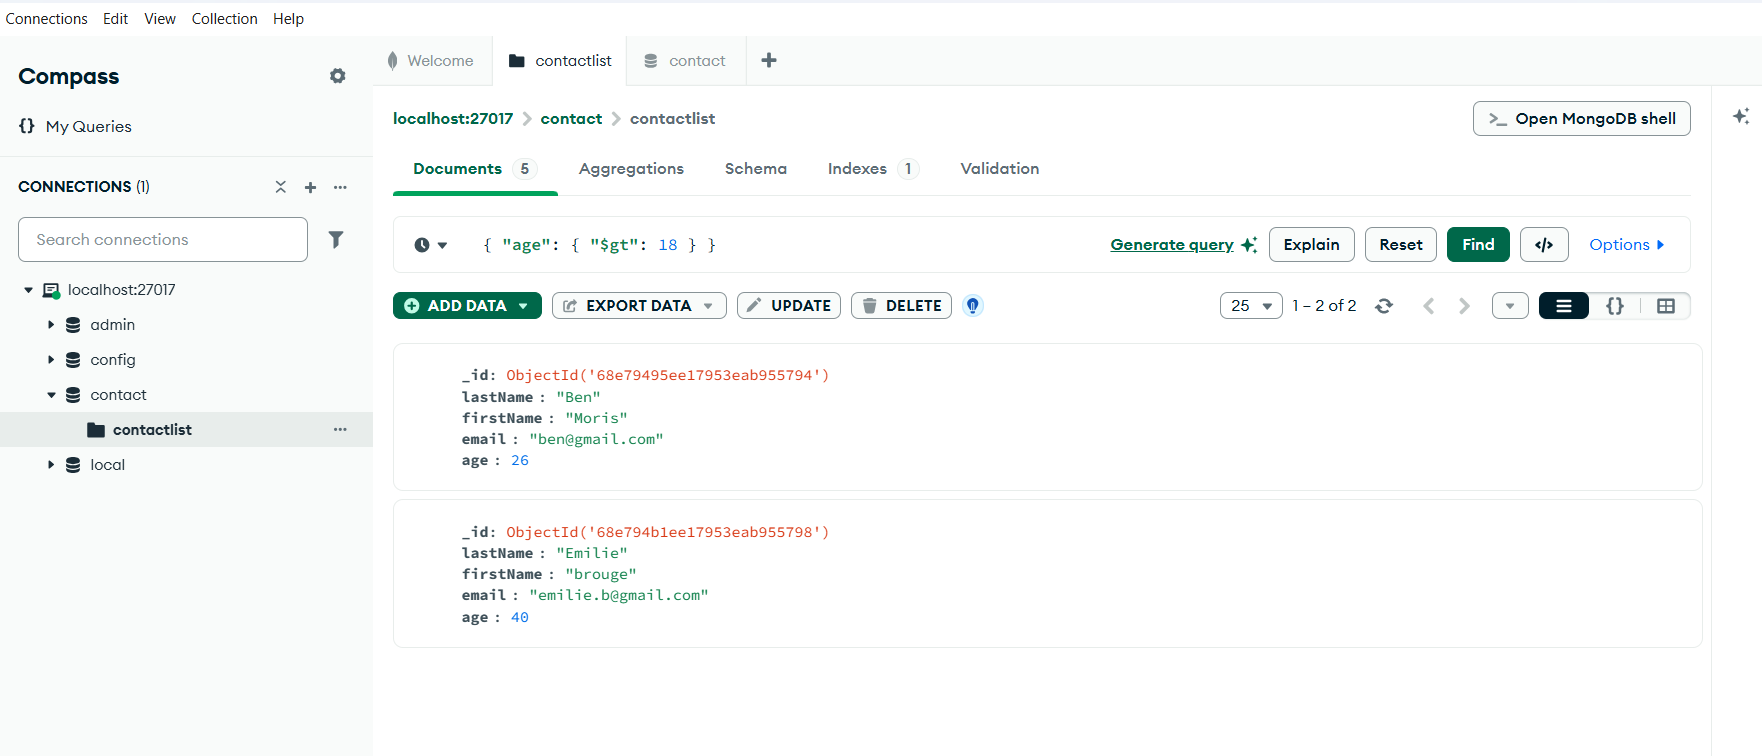 Connections Edit View Collection Help
Compass
My Queries
CONNECTIONS (1)
Search connections
localhost:27017
admin
config
contact
contactlist
local
Welcome contactlist contact
localhost:27017 > contact > contactlist
Open MongoDB shell
Documents 5 Aggregations Schema Indexes 1 Validation
{ "age": { "$gt": 18 } }
Generate query Explain Reset Find </> Options
ADD DATA EXPORT DATA UPDATE DELETE 25 1 – 2 of 2 {}
_id: ObjectId('68e79495ee17953eab955794')
lastName : "Ben"
firstName : "Moris"
email : "ben@gmail.com"
age : 26
_id: ObjectId('68e794b1ee17953eab955798')
lastName : "Emilie"
firstName : "brouge"
email : "emilie.b@gmail.com"
age : 40